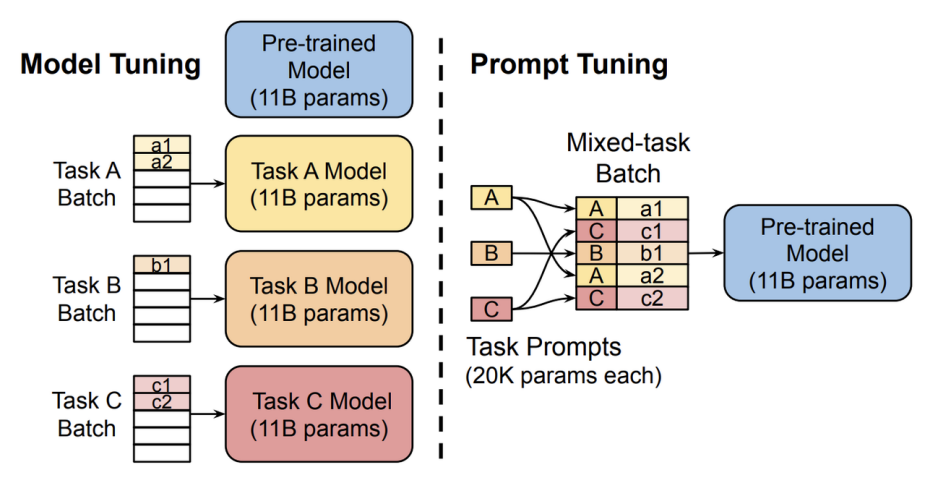 Model Tuning
Pre-trained
Model
(11B params)
Task A
Batch
a1
a2
Task A Model
(11B params)
Task B
Batch
b1
Task B Model
(11B params)
Task C
Batch
c1
c2
Task C Model
(11B params)
Prompt Tuning
Mixed-task
Batch
A
B
C
A a1
C c1
B b1
A a2
C c2
Task Prompts
(20K params each)
Pre-trained
Model
(11B params)